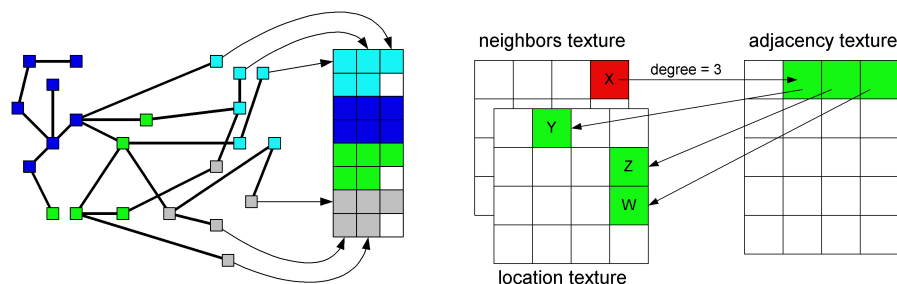 neighbors texture
adjacency texture
X
degree = 3
Y
Z
W
location texture